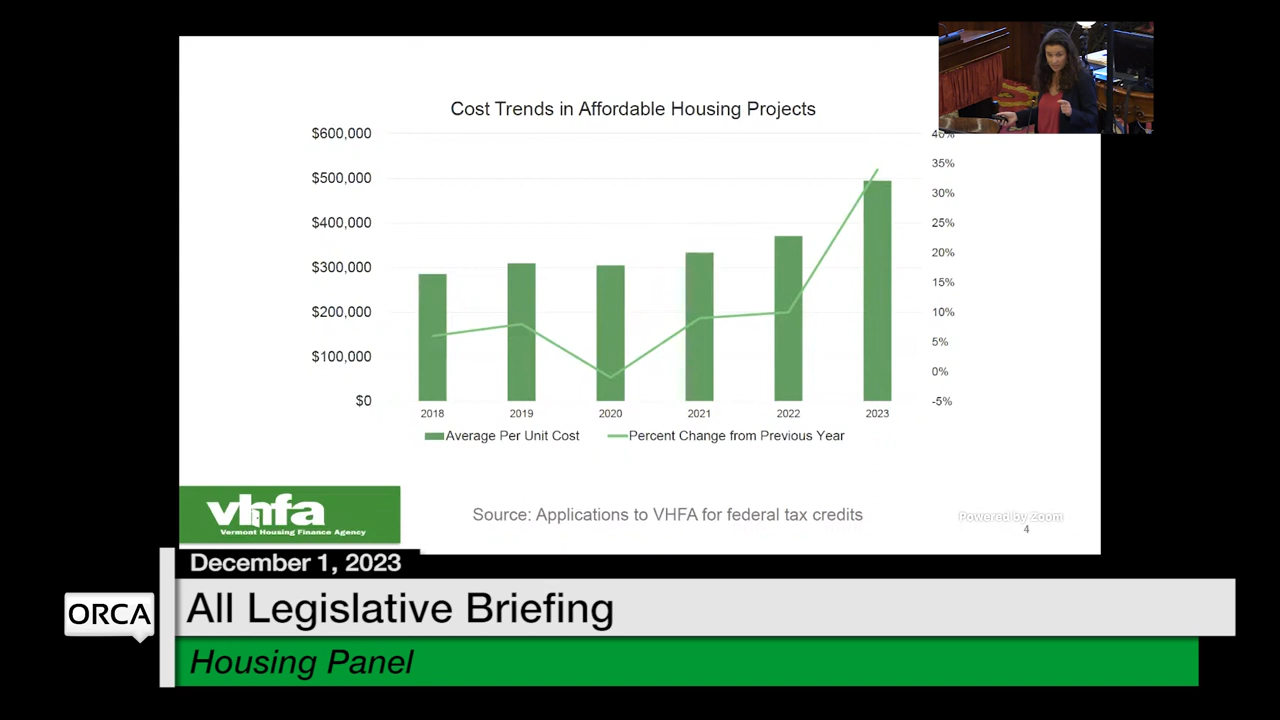 Cost Trends in Affordable Housing Projects
$600,000
$500,000
$400,000
$300,000
$200,000
$100,000
$0
40%
35%
30%
25%
20%
15%
10%
5%
0%
-5%
2018 2019 2020 2021 2022 2023
Average Per Unit Cost Percent Change from Previous Year
vhfa
Vermont Housing Finance Agency
Source: Applications to VHFA for federal tax credits
Powered by Zoom
4
December 1, 2023
ORCA
All Legislative Briefing
Housing Panel